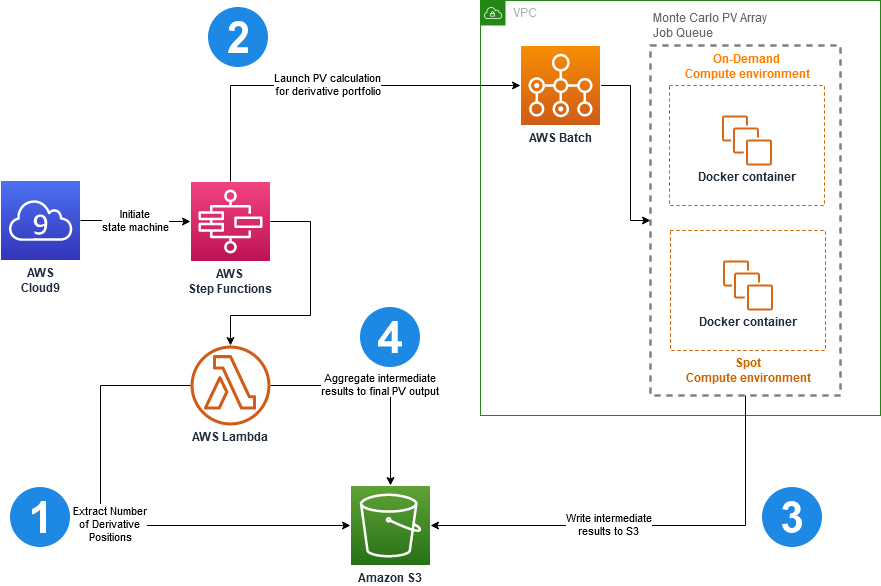 2
VPC
Monte Carlo PV Array
Job Queue
On-Demand
Compute environment
Launch PV calculation
for derivative portfolio
AWS Batch
Docker container
9
Initiate
state machine
AWS
Cloud9
AWS
Step Functions
Docker container
4
Spot
Compute environment
Aggregate intermediate
results to final PV output
AWS Lambda
1
Extract Number
of Derivative
Positions
Write intermediate
results to S3
3
Amazon S3